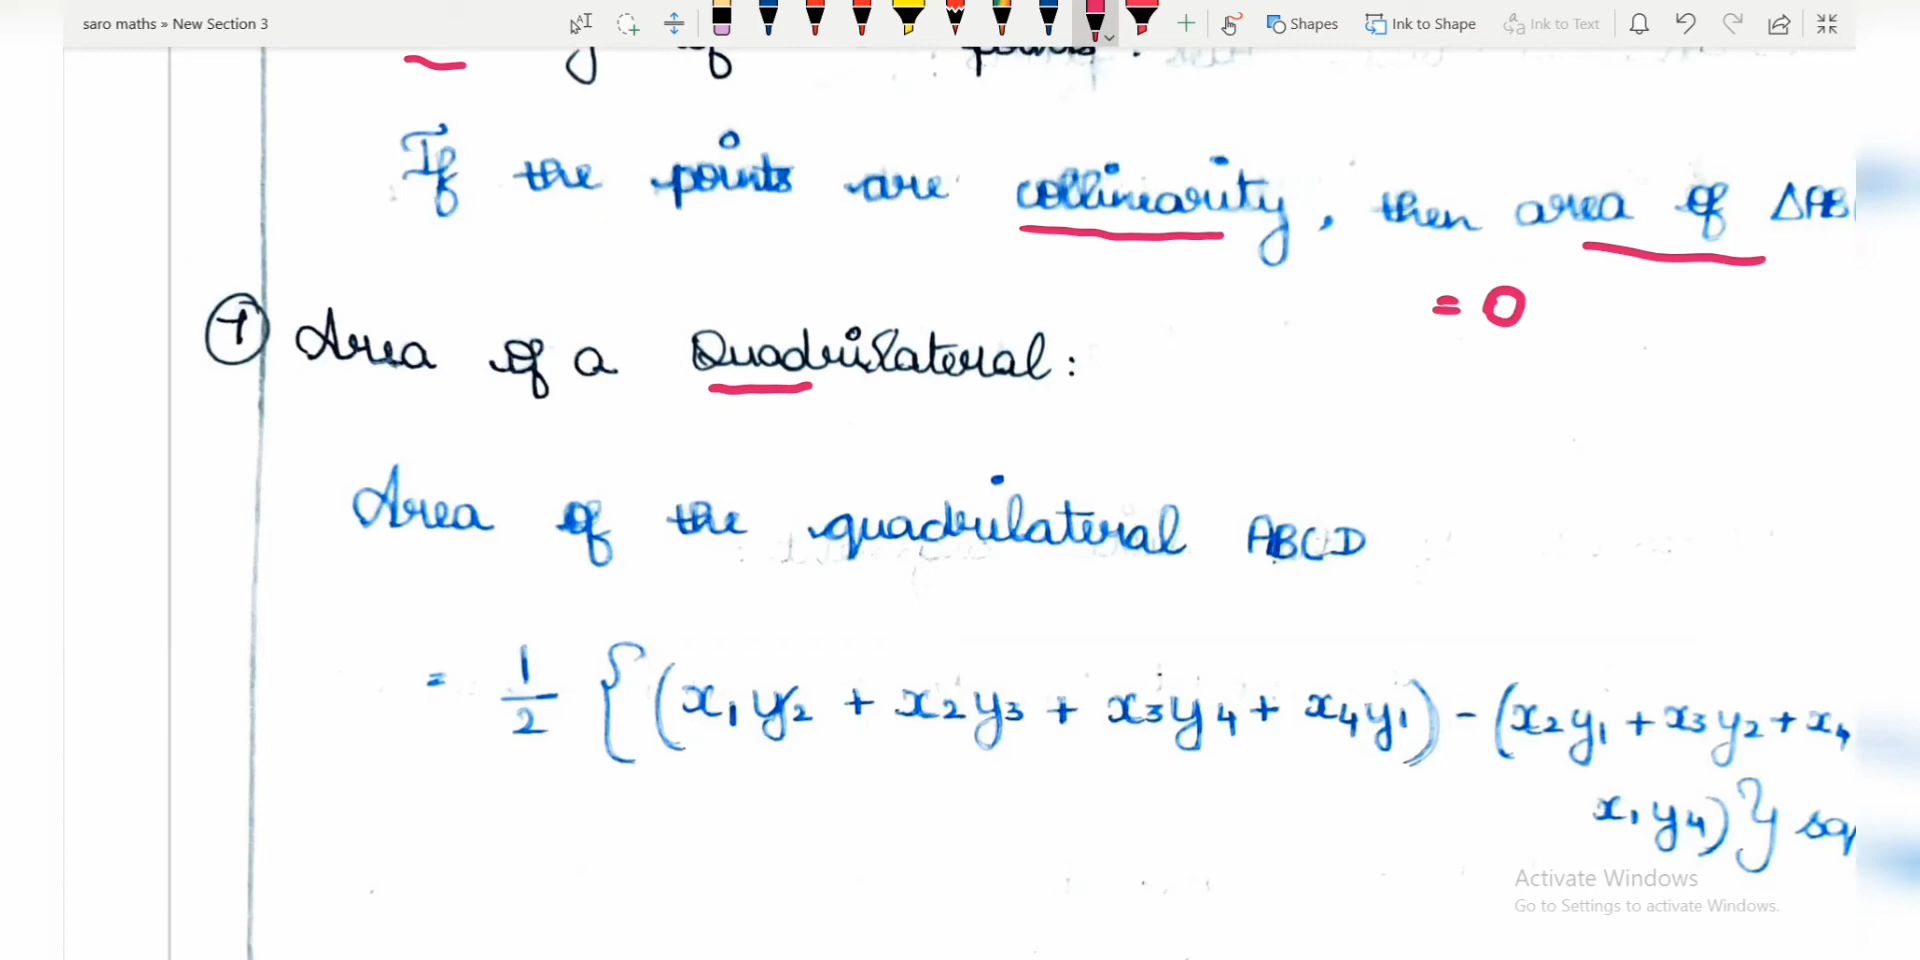 saro maths » New Section 3
Shapes
Ink to Shape
Ink to Text
points.
If the points are collinearity, then area of ΔAB
= 0
Area of a Quadrilateral:
Area of the quadrilateral ABCD
= 1/2 {(x₁y₂ + x₂y₃ + x₃y₄ + x₄y₁) - (x₂y₁ + x₃y₂ + x₄
x₁y₄)} sq
Activate Windows
Go to Settings to activate Windows.